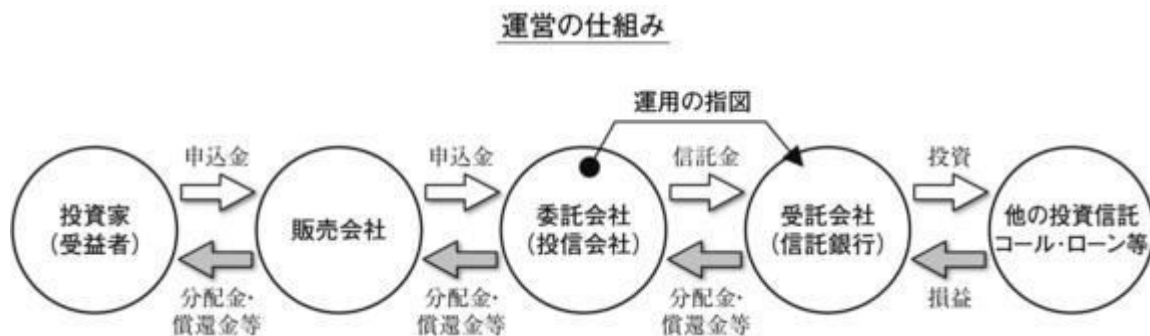 運営の仕組み
運用の指図
申込金
申込金
信託金
投資
投資家
(受益者)
販売会社
委託会社
(投信会社)
受託会社
(信託銀行)
他の投資信託
コール・ローン等
分配金・
償還金等
分配金・
償還金等
分配金・
償還金等
損益